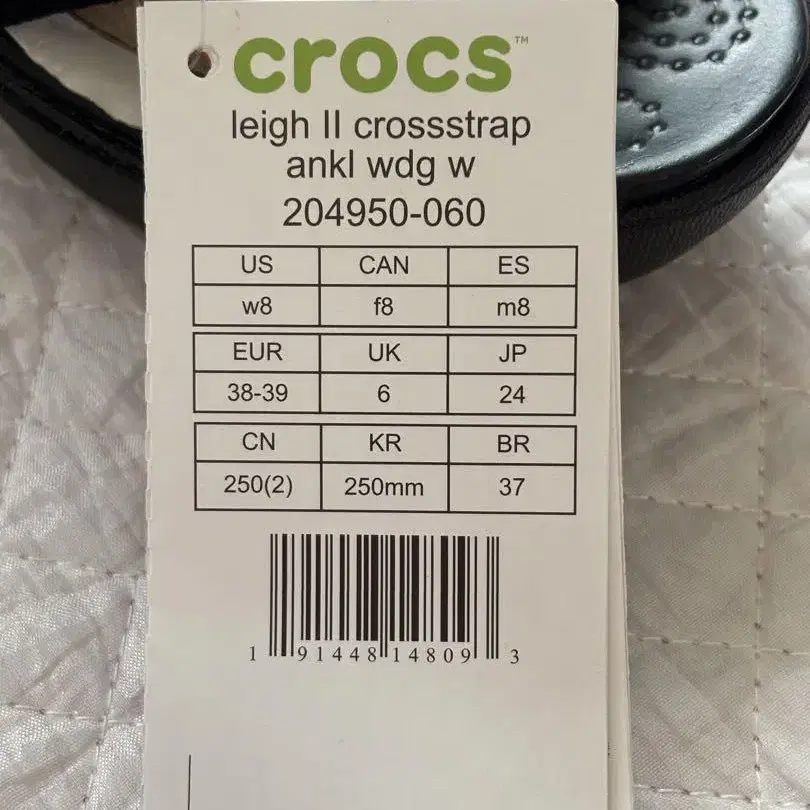 crocs™
leigh II crossstrap
ankl wdg w
204950-060
US CAN ES
w8 f8 m8
EUR UK JP
38-39 6 24
CN KR BR
250(2) 250mm 37
1 91448 14809 3